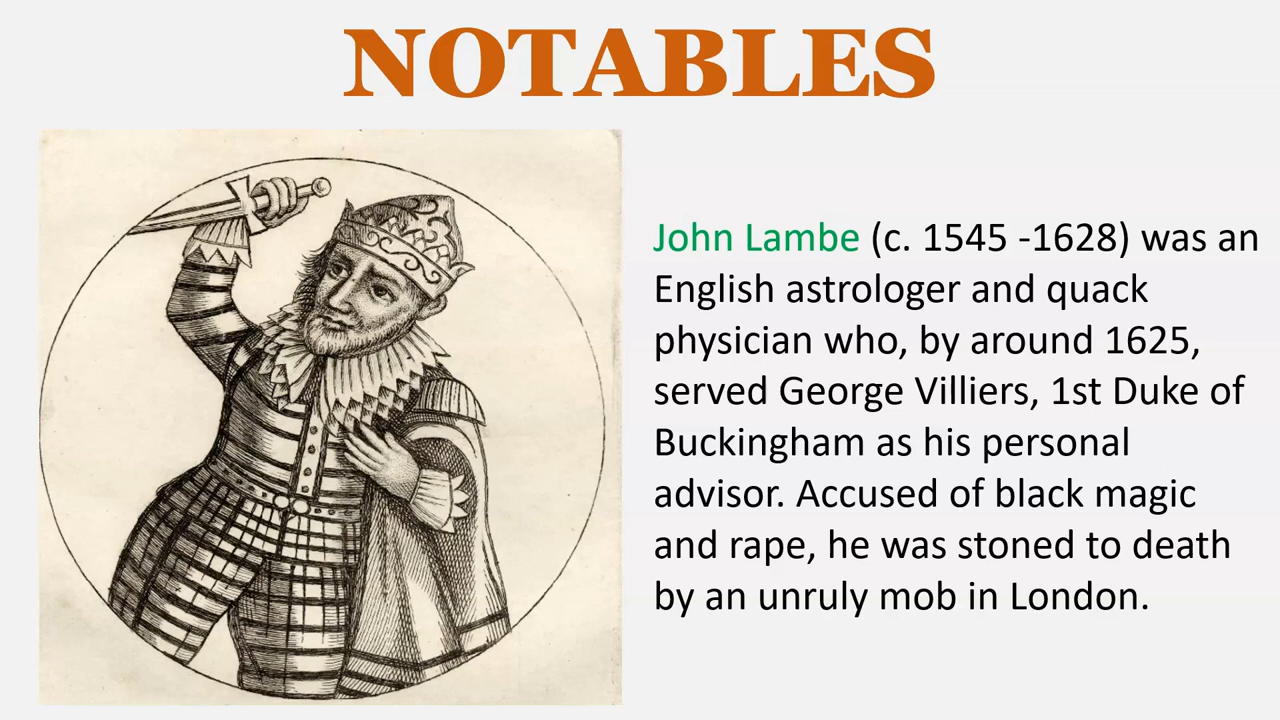 NOTABLES
John Lambe (c. 1545 -1628) was an
English astrologer and quack
physician who, by around 1625,
served George Villiers, 1st Duke of
Buckingham as his personal
advisor. Accused of black magic
and rape, he was stoned to death
by an unruly mob in London.